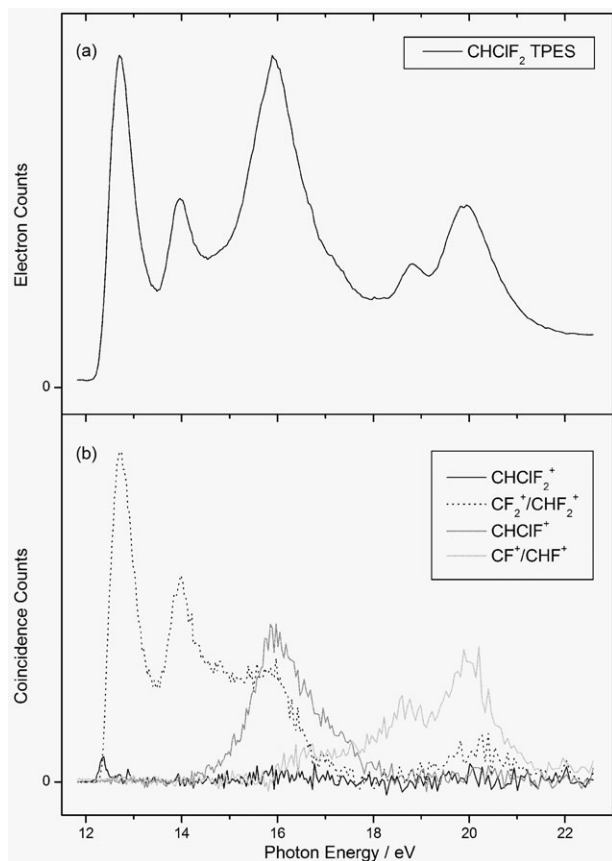 (a)
CHClF₂ TPES
Electron Counts
0
(b)
CHClF₂⁺
CF₂⁺/CHF₂⁺
CHClF⁺
CF⁺/CHF⁺
Coincidence Counts
0
12 14 16 18 20 22
Photon Energy / eV